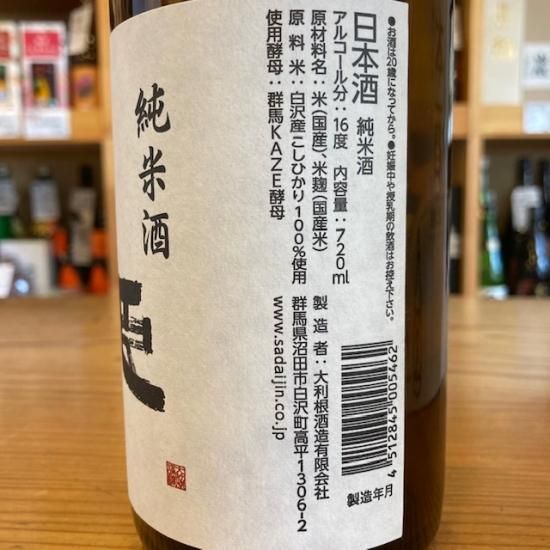 ●お酒は20歳になってから。●妊娠中や授乳期の飲酒はお控え下さい。
日本酒 純米酒
アルコール分：16度 内容量：720ml
原材料名：米（国産）、米麹（国産米）
原料米：白沢産こしひかり100％使用
使用酵母：群馬KAZE酵母
製造者：大利根酒造有限会社
群馬県沼田市白沢町高平1306-2
www.sadaijin.co.jp
4512845005462
製造年月
純米酒